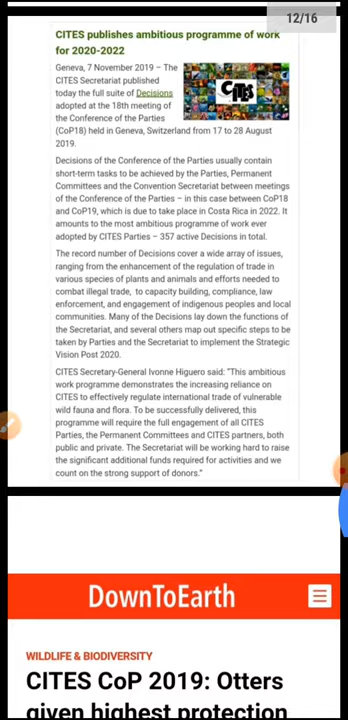 12/16
CITES publishes ambitious programme of work
for 2020-2022
Geneva, 7 November 2019 – The
CITES Secretariat published
today the full suite of Decisions
adopted at the 18th meeting of
the Conference of the Parties
CITES
(CoP18) held in Geneva, Switzerland from 17 to 28 August
2019.
Decisions of the Conference of the Parties usually contain
short-term tasks to be achieved by the Parties, Permanent
Committees and the Convention Secretariat between meetings
of the Conference of the Parties – in this case between CoP18
and CoP19, which is due to take place in Costa Rica in 2022. It
amounts to the most ambitious programme of work ever
adopted by CITES Parties – 357 active Decisions in total.
The record number of Decisions cover a wide array of issues,
ranging from the enhancement of the regulation of trade in
various species of plants and animals and efforts needed to
combat illegal trade,  to capacity building, compliance, law
enforcement, and engagement of indigenous peoples and local
communities. Many of the Decisions lay down the functions of
the Secretariat, and several others map out specific steps to be
taken by Parties and the Secretariat to implement the Strategic
Vision Post 2020.
CITES Secretary-General Ivonne Higuero said: “This ambitious
work programme demonstrates the increasing reliance on
CITES to effectively regulate international trade of vulnerable
wild fauna and flora. To be successfully delivered, this
programme will require the full engagement of all CITES
Parties, the Permanent Committees and CITES partners, both
public and private. The Secretariat will be working hard to raise
the significant additional funds required for activities and we
count on the strong support of donors.”
DownToEarth
WILDLIFE & BIODIVERSITY
CITES CoP 2019: Otters
given highest protection